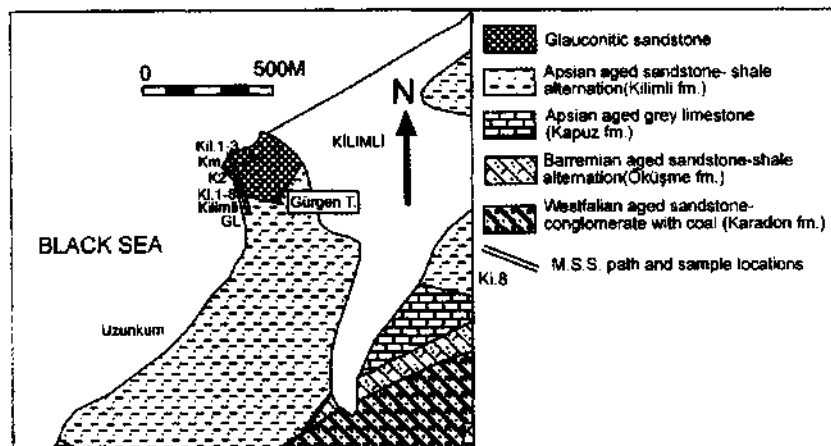 0 500M
N
Kil.1-3
Km
K2
Kl.1-8
Kilimli
GL
KİLİMLİ
Gürgen T.
BLACK SEA
Uzunkum
Glauconitic sandstone
Apsian aged sandstone- shale
alternation(Kilimli fm.)
Apsian aged grey limestone
(Kapuz fm.)
Barremian aged sandstone-shale
alternation(Öküşme fm.)
Westfalian aged sandstone-
conglomerate with coal (Karadon fm.)
M.S.S. path and sample locations
Ki.8